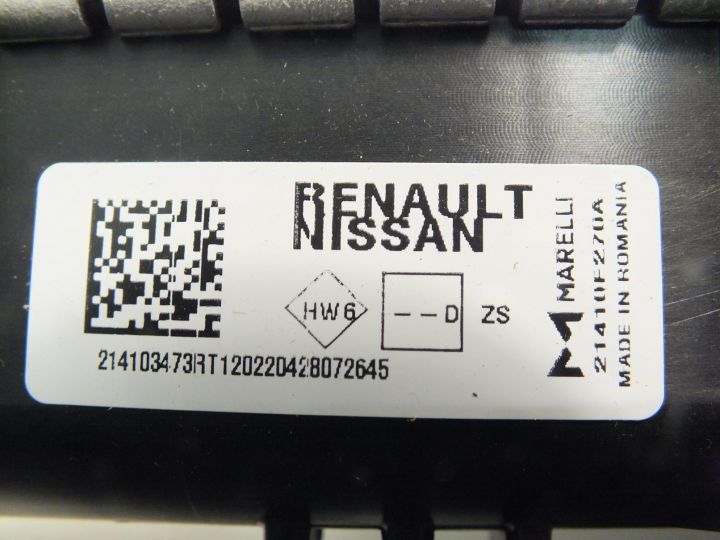 RENAULT
NISSAN
HW6
--D
ZS
214103473RT120220428072645
MARELLI
21410F270A
MADE IN ROMANIA